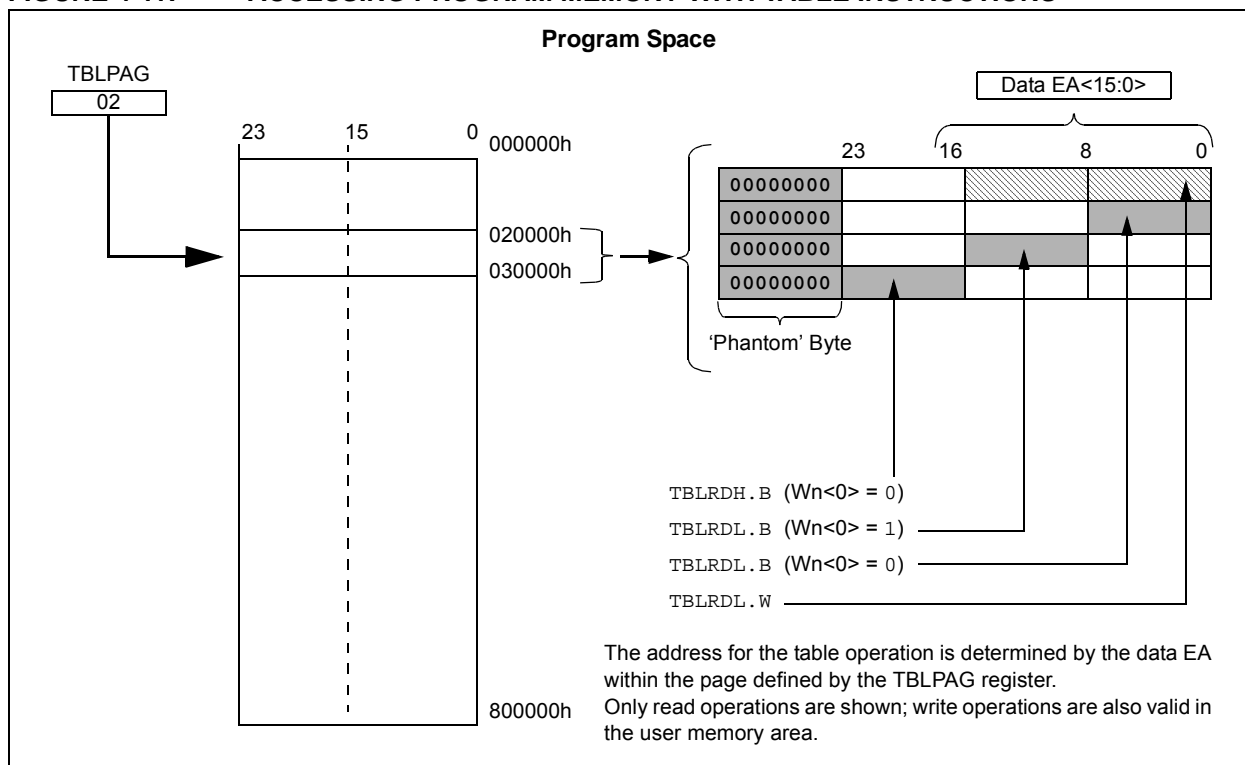 Program Space
TBLPAG
02
Data EA<15:0>
23 15 0
000000h
23 16 8 0
00000000
00000000
00000000
00000000
020000h
030000h
'Phantom' Byte
TBLRDH.B (Wn<0> = 0)
TBLRDL.B (Wn<0> = 1)
TBLRDL.B (Wn<0> = 0)
TBLRDL.W
The address for the table operation is determined by the data EA
within the page defined by the TBLPAG register.
Only read operations are shown; write operations are also valid in
the user memory area.
800000h